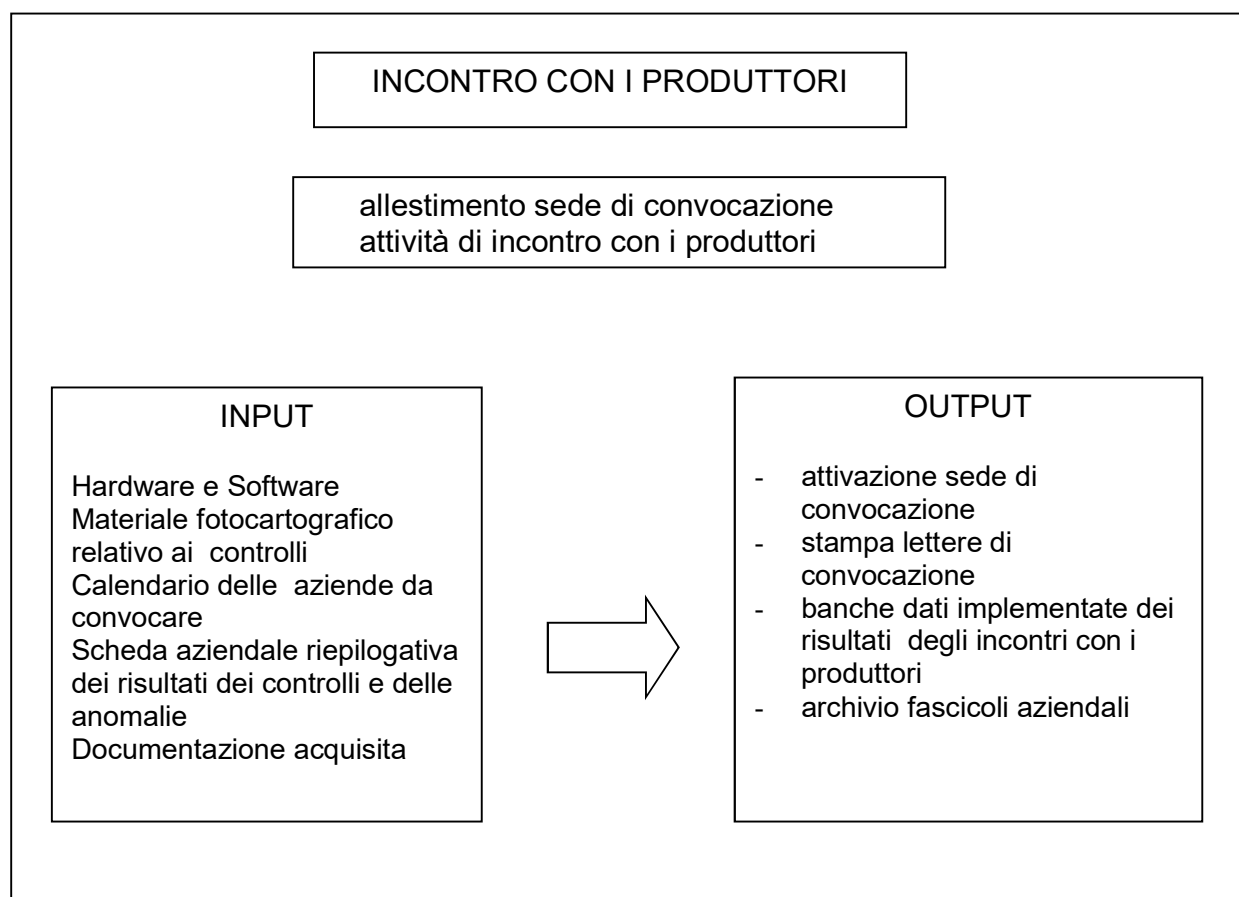 INCONTRO CON I PRODUTTORI
allestimento sede di convocazione
attività di incontro con i produttori
INPUT
Hardware e Software
Materiale fotocartografico
relativo ai  controlli
Calendario delle  aziende da
convocare
Scheda aziendale riepilogativa
dei risultati dei controlli e delle
anomalie
Documentazione acquisita
OUTPUT
- attivazione sede di
convocazione
- stampa lettere di
convocazione
- banche dati implementate dei
risultati  degli incontri con i
produttori
- archivio fascicoli aziendali